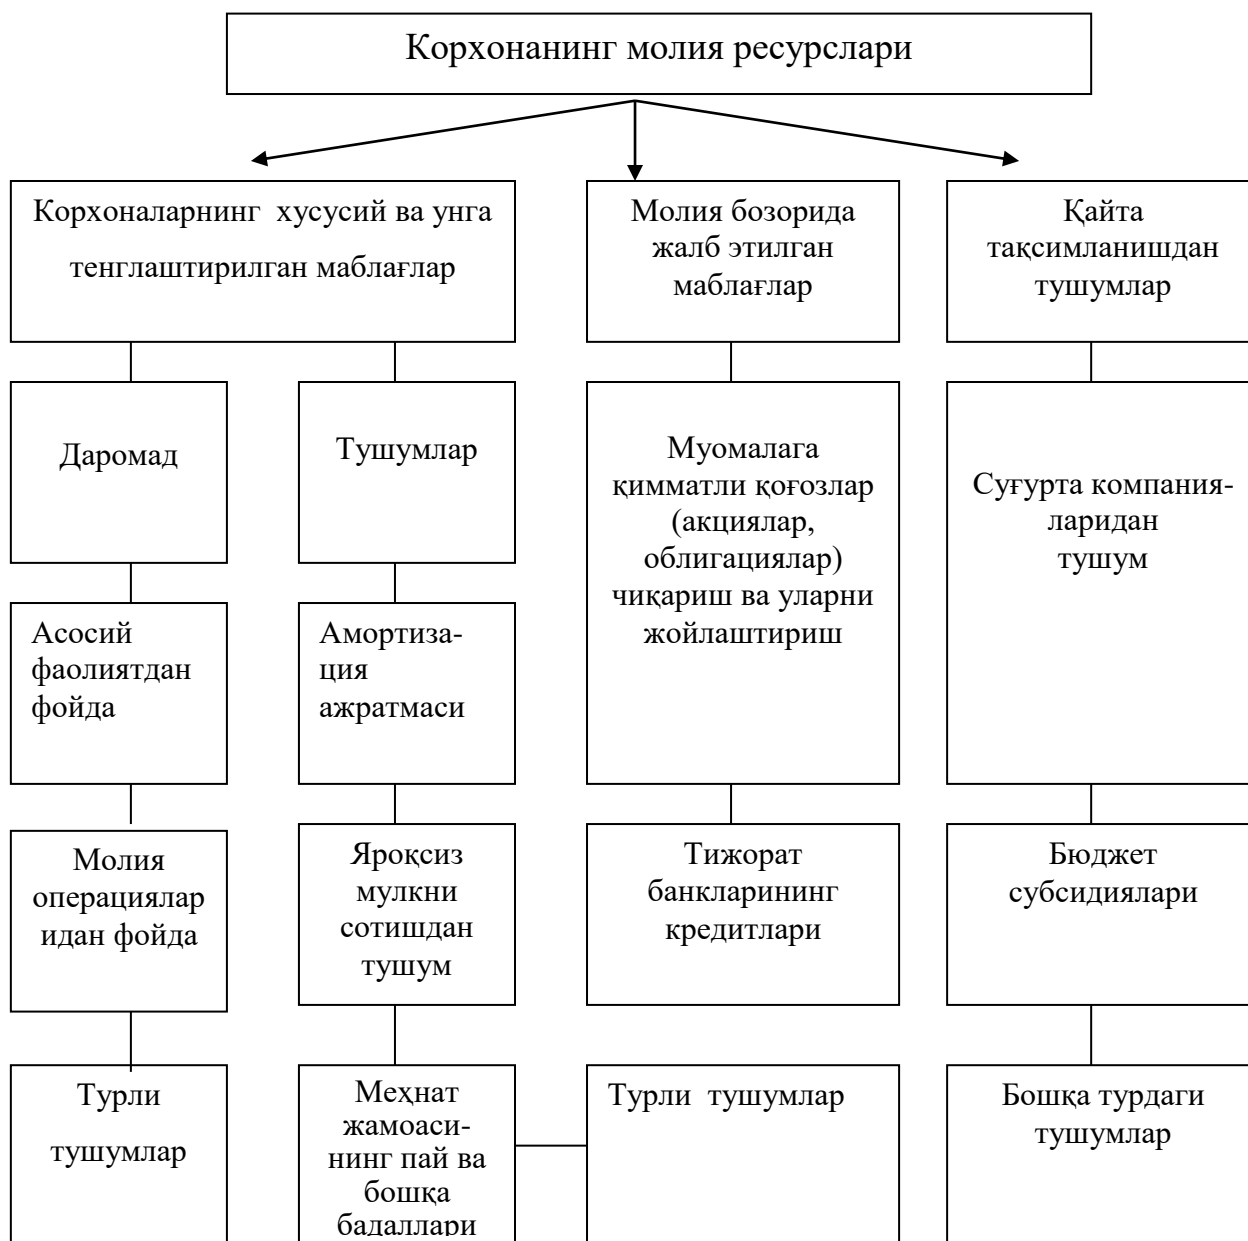 Корхонанинг молия ресурслари
Корхоналарнинг хусусий ва унга
тенглаштирилган маблағлар
Молия бозорида
жалб этилган
маблағлар
Қайта
тақсимланишдан
тушумлар
Даромад
Тушумлар
Муомалага
қимматли қоғозлар
(акциялар,
облигациялар)
чиқариш ва уларни
жойлаштириш
Суғурта компания-
ларидан
тушум
Асосий
фаолиятдан
фойда
Амортиза-
ция
ажратмаси
Молия
операциялар
идан фойда
Яроқсиз
мулкни
сотишдан
тушум
Тижорат
банкларининг
кредитлари
Бюджет
субсидиялари
Турли
тушумлар
Меҳнат
жамоаси-
нинг пай ва
бошқа
бадаллари
Турли тушумлар
Бошқа турдаги
тушумлар